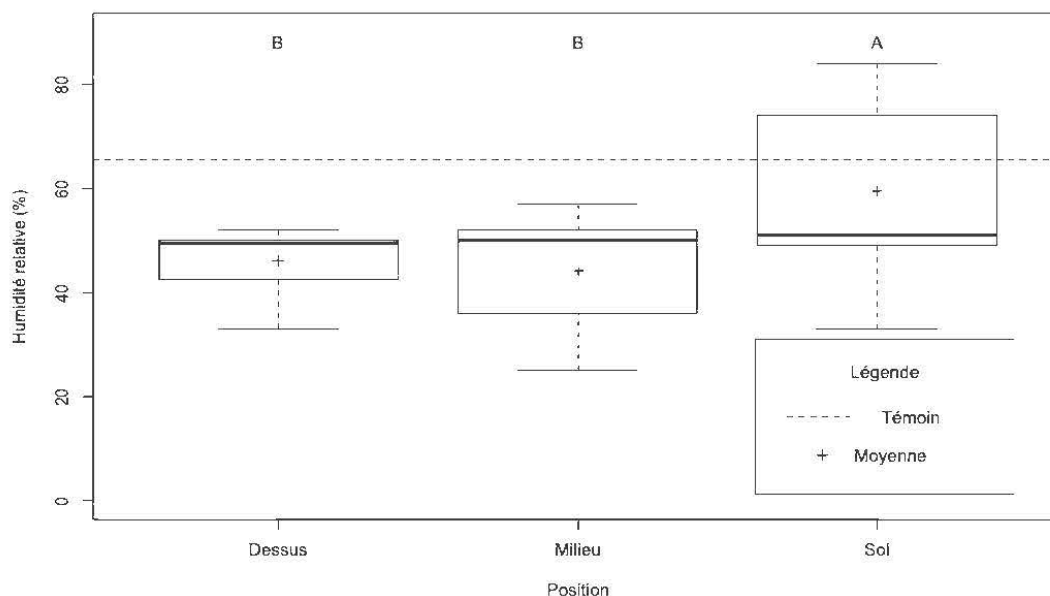 B B A
80
60
40
20
0
Humidité relative (%)
Légende
Témoin
Moyenne
Dessus Milieu Sol
Position